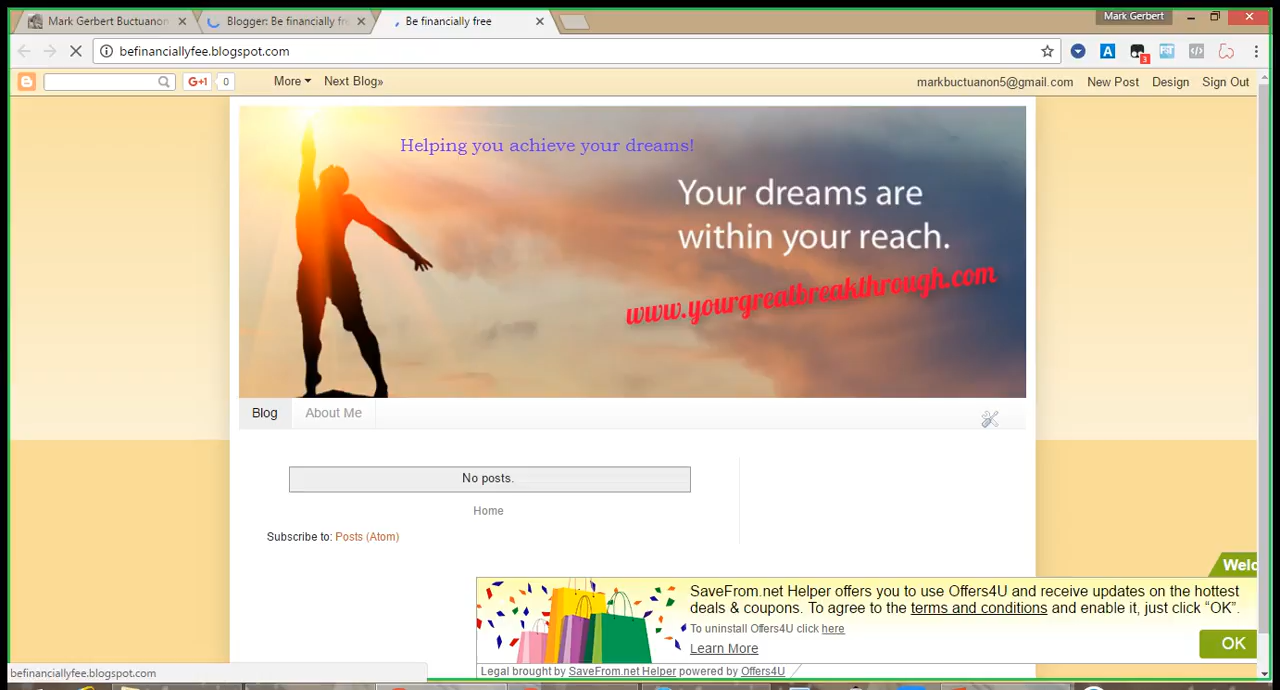 Mark Gerbert Buctuanon
Blogger: Be financially fre
Be financially free
Mark Gerbert
befinanciallyfee.blogspot.com
3
G+1
0
More
Next Blog»
markbuctuanon5@gmail.com
New Post
Design
Sign Out
Helping you achieve your dreams!
Your dreams are
within your reach.
www.yourgreatbreakthrough.com
Blog
About Me
No posts.
Home
Subscribe to: Posts (Atom)
Welc
SaveFrom.net Helper offers you to use Offers4U and receive updates on the hottest
deals & coupons. To agree to the terms and conditions and enable it, just click “OK”.
To uninstall Offers4U click here
Learn More
OK
Legal brought by SaveFrom.net Helper powered by Offers4U
befinanciallyfee.blogspot.com